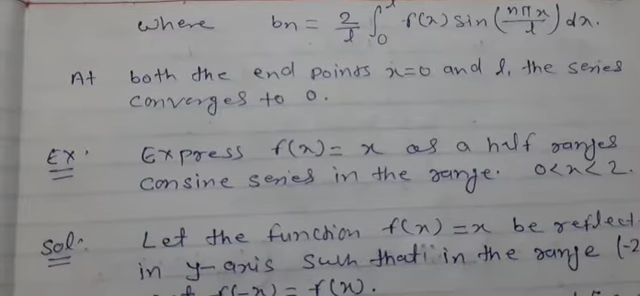 where bn = 2/l ∫₀ˡ f(x) sin (nπx/l) dx.
At both the end points x=0 and l, the series
converges to 0.
Ex. Express f(x) = x as a half ranges
consine series in the range. 0<x<2.
Sol. Let the function f(x) = x be reflect
in y-axis such that in the range (-2
f(-x) = f(x).